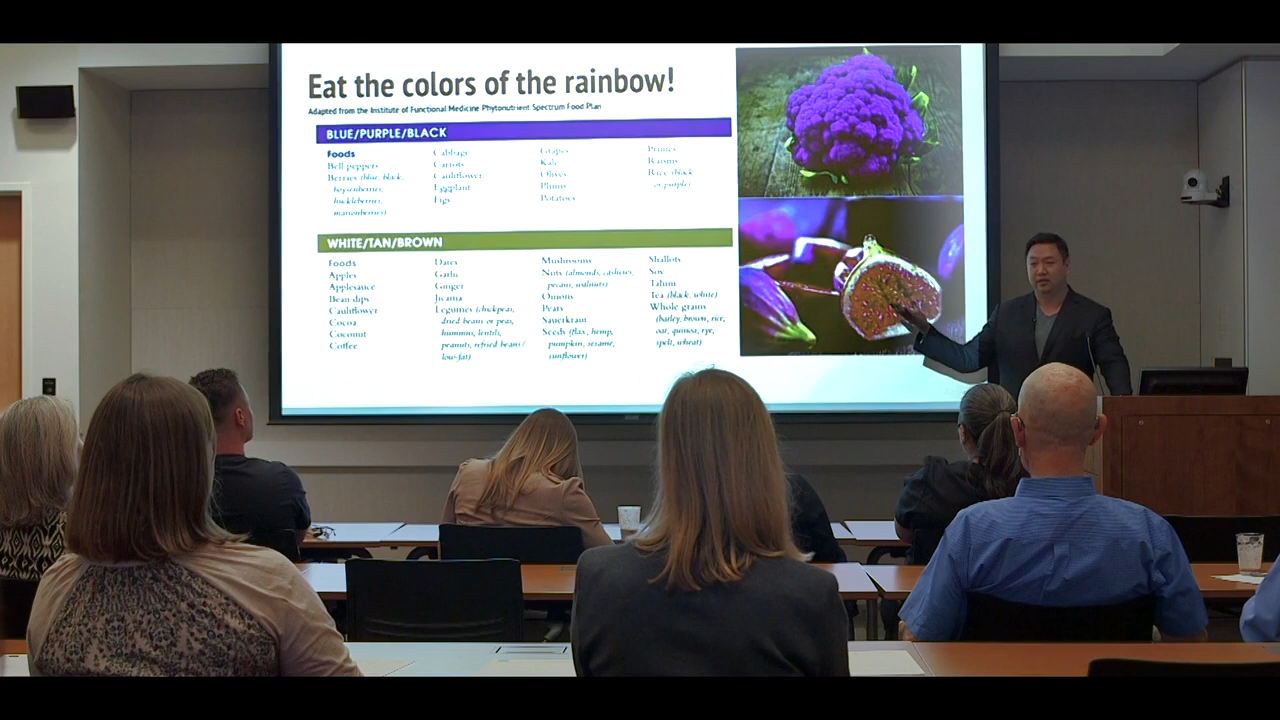 Eat the colors of the rainbow!
Adapted from the Institute of Functional Medicine Phytonutrient Spectrum Food Plan
BLUE/PURPLE/BLACK
Foods
Bell peppers
Berries (blue, black,
boysenberries,
huckleberries,
marionberries)
Cabbage
Carrots
Cauliflower
Eggplant
Figs
Grapes
Kale
Olives
Plums
Potatoes
Prunes
Raisins
Rice (black
or purple)
WHITE/TAN/BROWN
Foods
Apples
Applesauce
Bean dips
Cauliflower
Cocoa
Coconut
Coffee
Dates
Garlic
Ginger
Jicama
Legumes (chickpeas,
dried beans or peas,
hummus, lentils,
peanuts, refried beans/
low-fat)
Mushrooms
Nuts (almonds, cashews,
pecans, walnuts)
Onions
Pears
Sauerkraut
Seeds (flax, hemp,
pumpkin, sesame,
sunflower)
Shallots
Soy
Tahini
Tea (black, white)
Whole grains
(barley, brown, rice,
oat, quinoa, rye,
spelt, wheat)